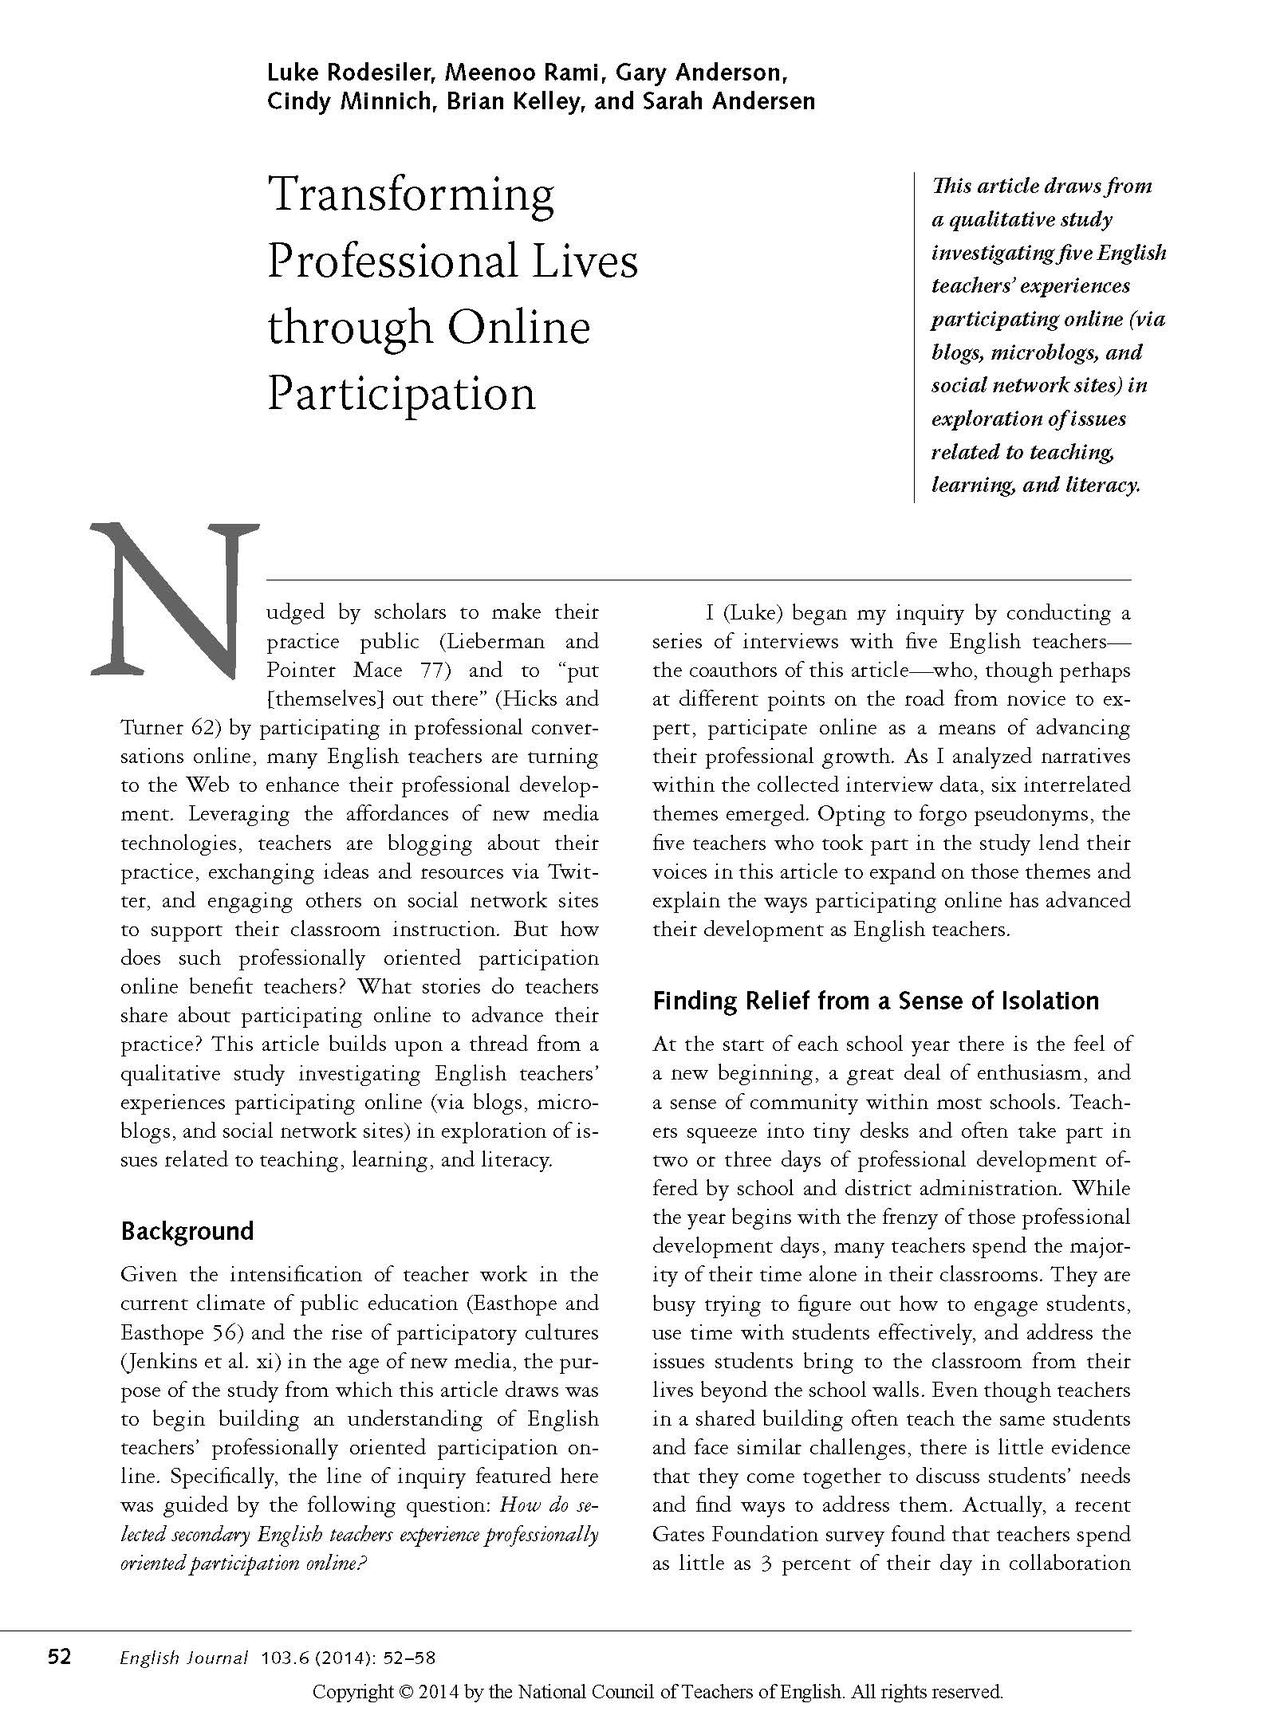 Luke Rodesiler, Meenoo Rami, Gary Anderson,
Cindy Minnich, Brian Kelley, and Sarah Andersen
Transforming
Professional Lives
through Online
Participation
This article draws from
a qualitative study
investigating five English
teachers’ experiences
participating online (via
blogs, microblogs, and
social network sites) in
exploration of issues
related to teaching,
learning, and literacy.
Nudged by scholars to make their
practice public (Lieberman and
Pointer Mace 77) and to “put
[themselves] out there” (Hicks and
Turner 62) by participating in professional conver-
sations online, many English teachers are turning
to the Web to enhance their professional develop-
ment. Leveraging the affordances of new media
technologies, teachers are blogging about their
practice, exchanging ideas and resources via Twit-
ter, and engaging others on social network sites
to support their classroom instruction. But how
does such professionally oriented participation
online benefit teachers? What stories do teachers
share about participating online to advance their
practice? This article builds upon a thread from a
qualitative study investigating English teachers’
experiences participating online (via blogs, micro-
blogs, and social network sites) in exploration of is-
sues related to teaching, learning, and literacy.
Background
Given the intensification of teacher work in the
current climate of public education (Easthope and
Easthope 56) and the rise of participatory cultures
(Jenkins et al. xi) in the age of new media, the pur-
pose of the study from which this article draws was
to begin building an understanding of English
teachers’ professionally oriented participation on-
line. Specifically, the line of inquiry featured here
was guided by the following question: How do se-
lected secondary English teachers experience professionally
oriented participation online?
I (Luke) began my inquiry by conducting a
series of interviews with five English teachers—
the coauthors of this article—who, though perhaps
at different points on the road from novice to ex-
pert, participate online as a means of advancing
their professional growth. As I analyzed narratives
within the collected interview data, six interrelated
themes emerged. Opting to forgo pseudonyms, the
five teachers who took part in the study lend their
voices in this article to expand on those themes and
explain the ways participating online has advanced
their development as English teachers.
Finding Relief from a Sense of Isolation
At the start of each school year there is the feel of
a new beginning, a great deal of enthusiasm, and
a sense of community within most schools. Teach-
ers squeeze into tiny desks and often take part in
two or three days of professional development of-
fered by school and district administration. While
the year begins with the frenzy of those professional
development days, many teachers spend the major-
ity of their time alone in their classrooms. They are
busy trying to figure out how to engage students,
use time with students effectively, and address the
issues students bring to the classroom from their
lives beyond the school walls. Even though teachers
in a shared building often teach the same students
and face similar challenges, there is little evidence
that they come together to discuss students’ needs
and find ways to address them. Actually, a recent
Gates Foundation survey found that teachers spend
as little as 3 percent of their day in collaboration
52 English Journal 103.6 (2014): 52–58
Copyright © 2014 by the National Council of Teachers of English. All rights reserved.